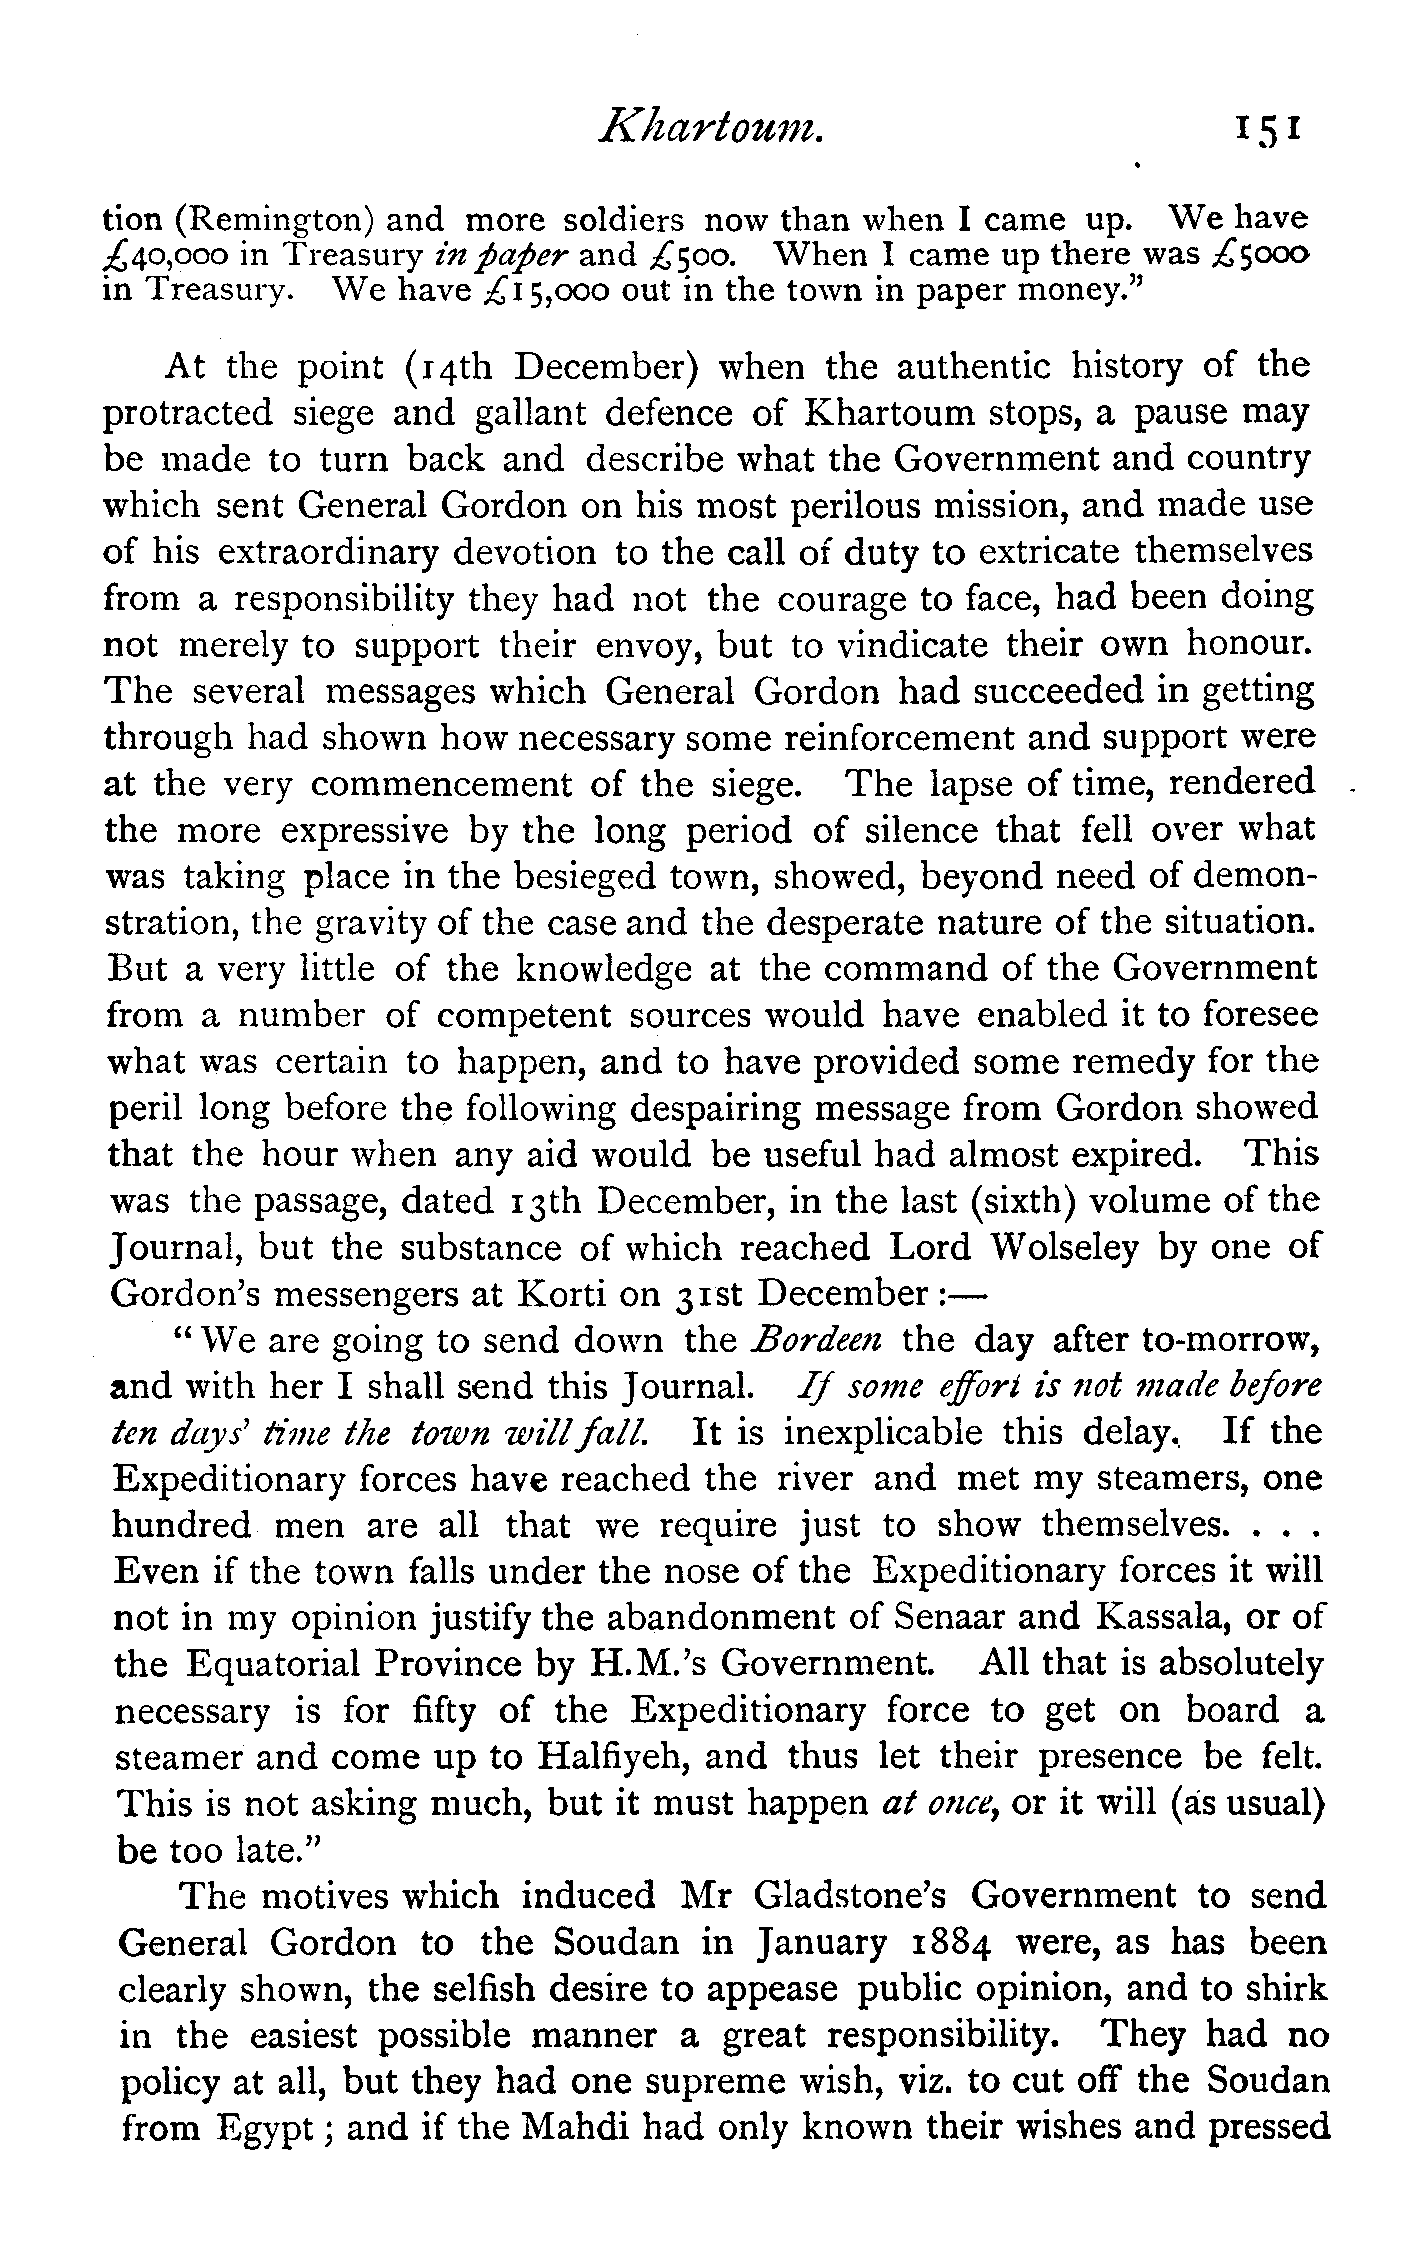 Khartoum. 151
tion (Remington) and more soldiers now than when I came up. We have
£40,000 in Treasury in paper and £500. When I came up there was £5000
in Treasury. We have £15,000 out in the town in paper money."
At the point (14th December) when the authentic history of the
protracted siege and gallant defence of Khartoum stops, a pause may
be made to turn back and describe what the Government and country
which sent General Gordon on his most perilous mission, and made use
of his extraordinary devotion to the call of duty to extricate themselves
from a responsibility they had not the courage to face, had been doing
not merely to support their envoy, but to vindicate their own honour.
The several messages which General Gordon had succeeded in getting
through had shown how necessary some reinforcement and support were
at the very commencement of the siege. The lapse of time, rendered
the more expressive by the long period of silence that fell over what
was taking place in the besieged town, showed, beyond need of demon-
stration, the gravity of the case and the desperate nature of the situation.
But a very little of the knowledge at the command of the Government
from a number of competent sources would have enabled it to foresee
what was certain to happen, and to have provided some remedy for the
peril long before the following despairing message from Gordon showed
that the hour when any aid would be useful had almost expired. This
was the passage, dated 13th December, in the last (sixth) volume of the
Journal, but the substance of which reached Lord Wolseley by one of
Gordon's messengers at Korti on 31st December:—
"We are going to send down the Bordeen the day after to-morrow,
and with her I shall send this Journal. If some effort is not made before
ten days' time the town will fall. It is inexplicable this delay. If the
Expeditionary forces have reached the river and met my steamers, one
hundred men are all that we require just to show themselves. . . .
Even if the town falls under the nose of the Expeditionary forces it will
not in my opinion justify the abandonment of Senaar and Kassala, or of
the Equatorial Province by H.M.'s Government. All that is absolutely
necessary is for fifty of the Expeditionary force to get on board a
steamer and come up to Halfiyeh, and thus let their presence be felt.
This is not asking much, but it must happen at once, or it will (as usual)
be too late."
The motives which induced Mr Gladstone's Government to send
General Gordon to the Soudan in January 1884 were, as has been
clearly shown, the selfish desire to appease public opinion, and to shirk
in the easiest possible manner a great responsibility. They had no
policy at all, but they had one supreme wish, viz. to cut off the Soudan
from Egypt; and if the Mahdi had only known their wishes and pressed